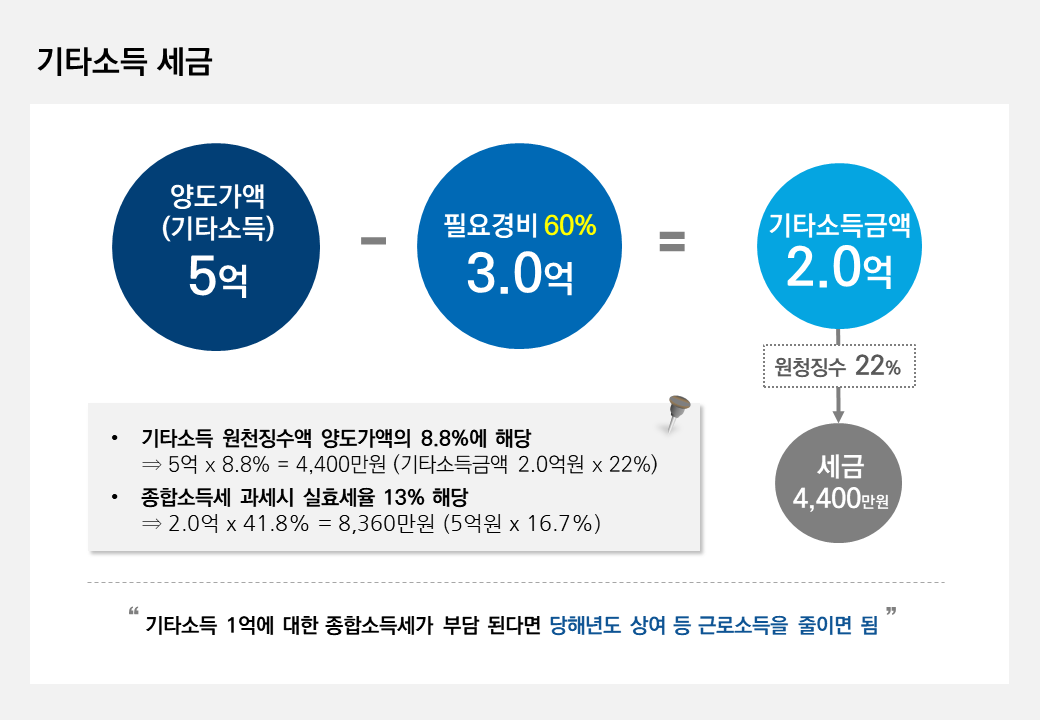 기타소득 세금
양도가액
(기타소득)
5억
–
필요경비 60%
3.0억
=
기타소득금액
2.0억
원청징수 22%
세금
4,400만원
• 기타소득 원천징수액 양도가액의 8.8%에 해당
⇒ 5억 x 8.8% = 4,400만원 (기타소득금액 2.0억원 x 22%)
• 종합소득세 과세시 실효세율 13% 해당
⇒ 2.0억 x 41.8% = 8,360만원 (5억원 x 16.7%)
“ 기타소득 1억에 대한 종합소득세가 부담 된다면 당해년도 상여 등 근로소득을 줄이면 됨 ”